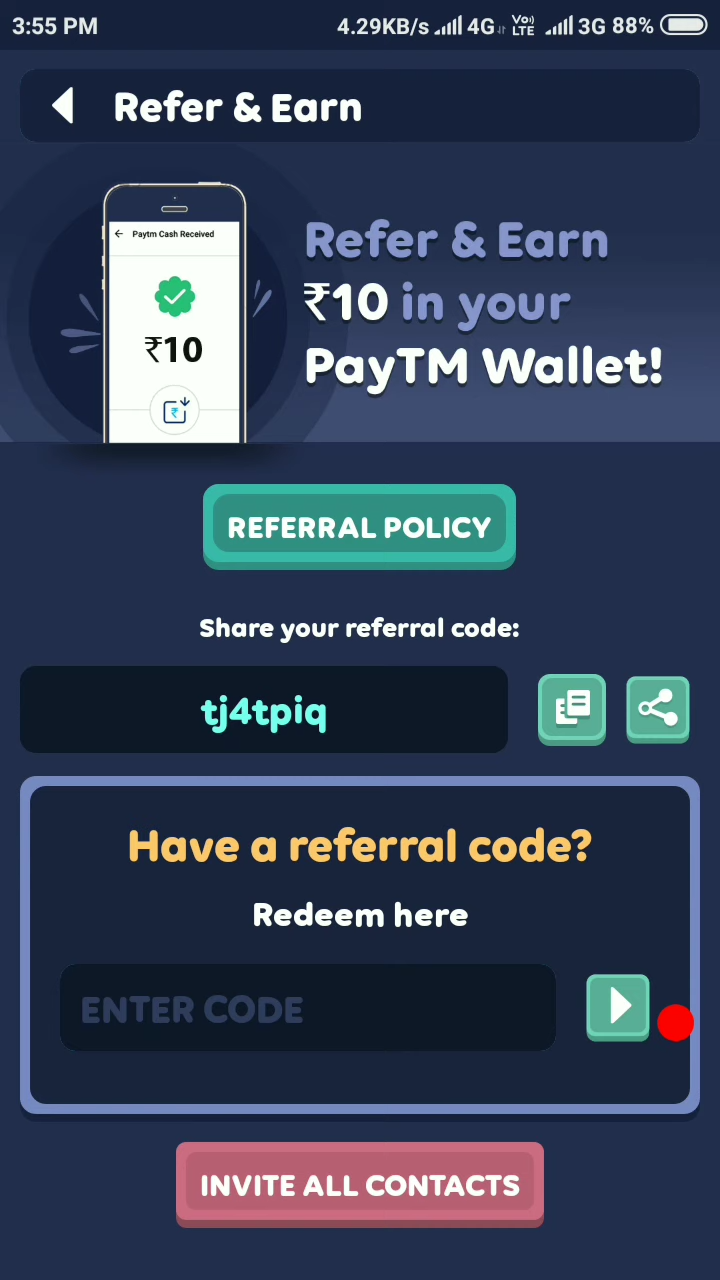 3:55 PM 4.29KB/s 4G VoLTE 3G 88%
Refer & Earn
Paytm Cash Received
₹10
₹
Refer & Earn
₹10 in your
PayTM Wallet!
REFERRAL POLICY
Share your referral code:
tj4tpiq
Have a referral code?
Redeem here
ENTER CODE
INVITE ALL CONTACTS